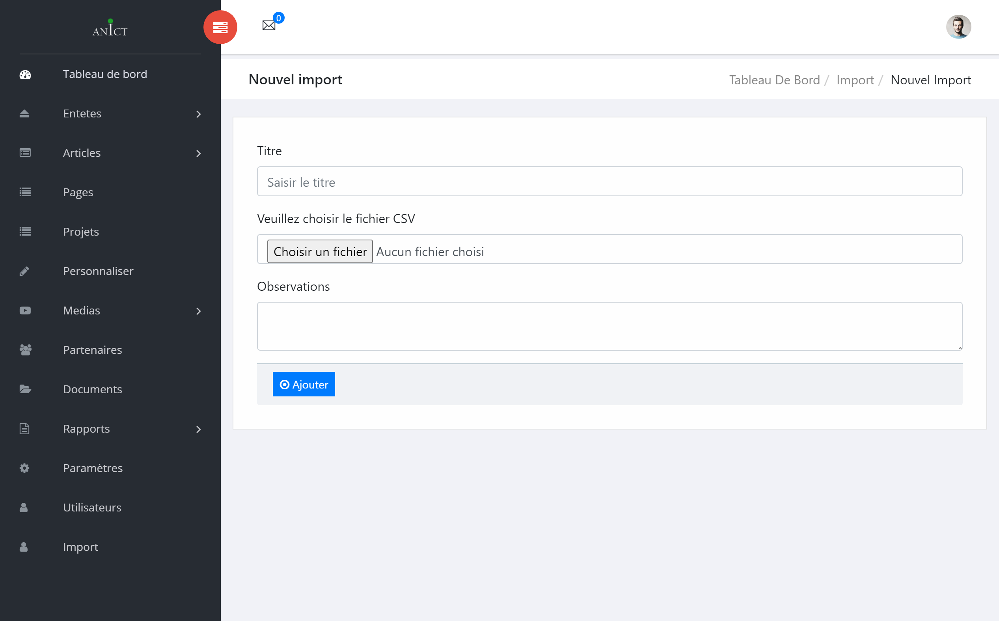 ANICT
0
Tableau de bord
Entetes
Articles
Pages
Projets
Personnaliser
Medias
Partenaires
Documents
Rapports
Paramètres
Utilisateurs
Import
Nouvel import
Tableau De Bord / Import / Nouvel Import
Titre
Saisir le titre
Veuillez choisir le fichier CSV
Choisir un fichier Aucun fichier choisi
Observations
Ajouter